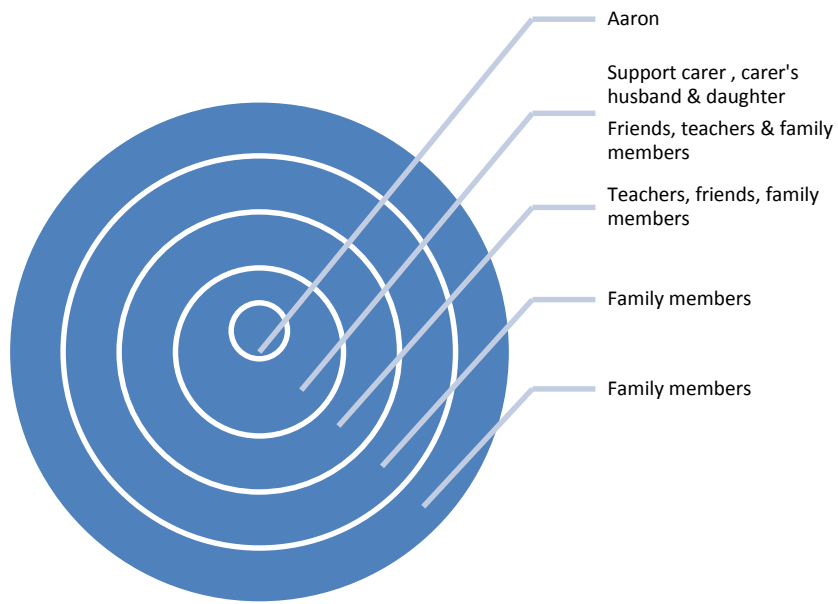 Aaron
Support carer , carer's
husband & daughter
Friends, teachers & family
members
Teachers, friends, family
members
Family members
Family members